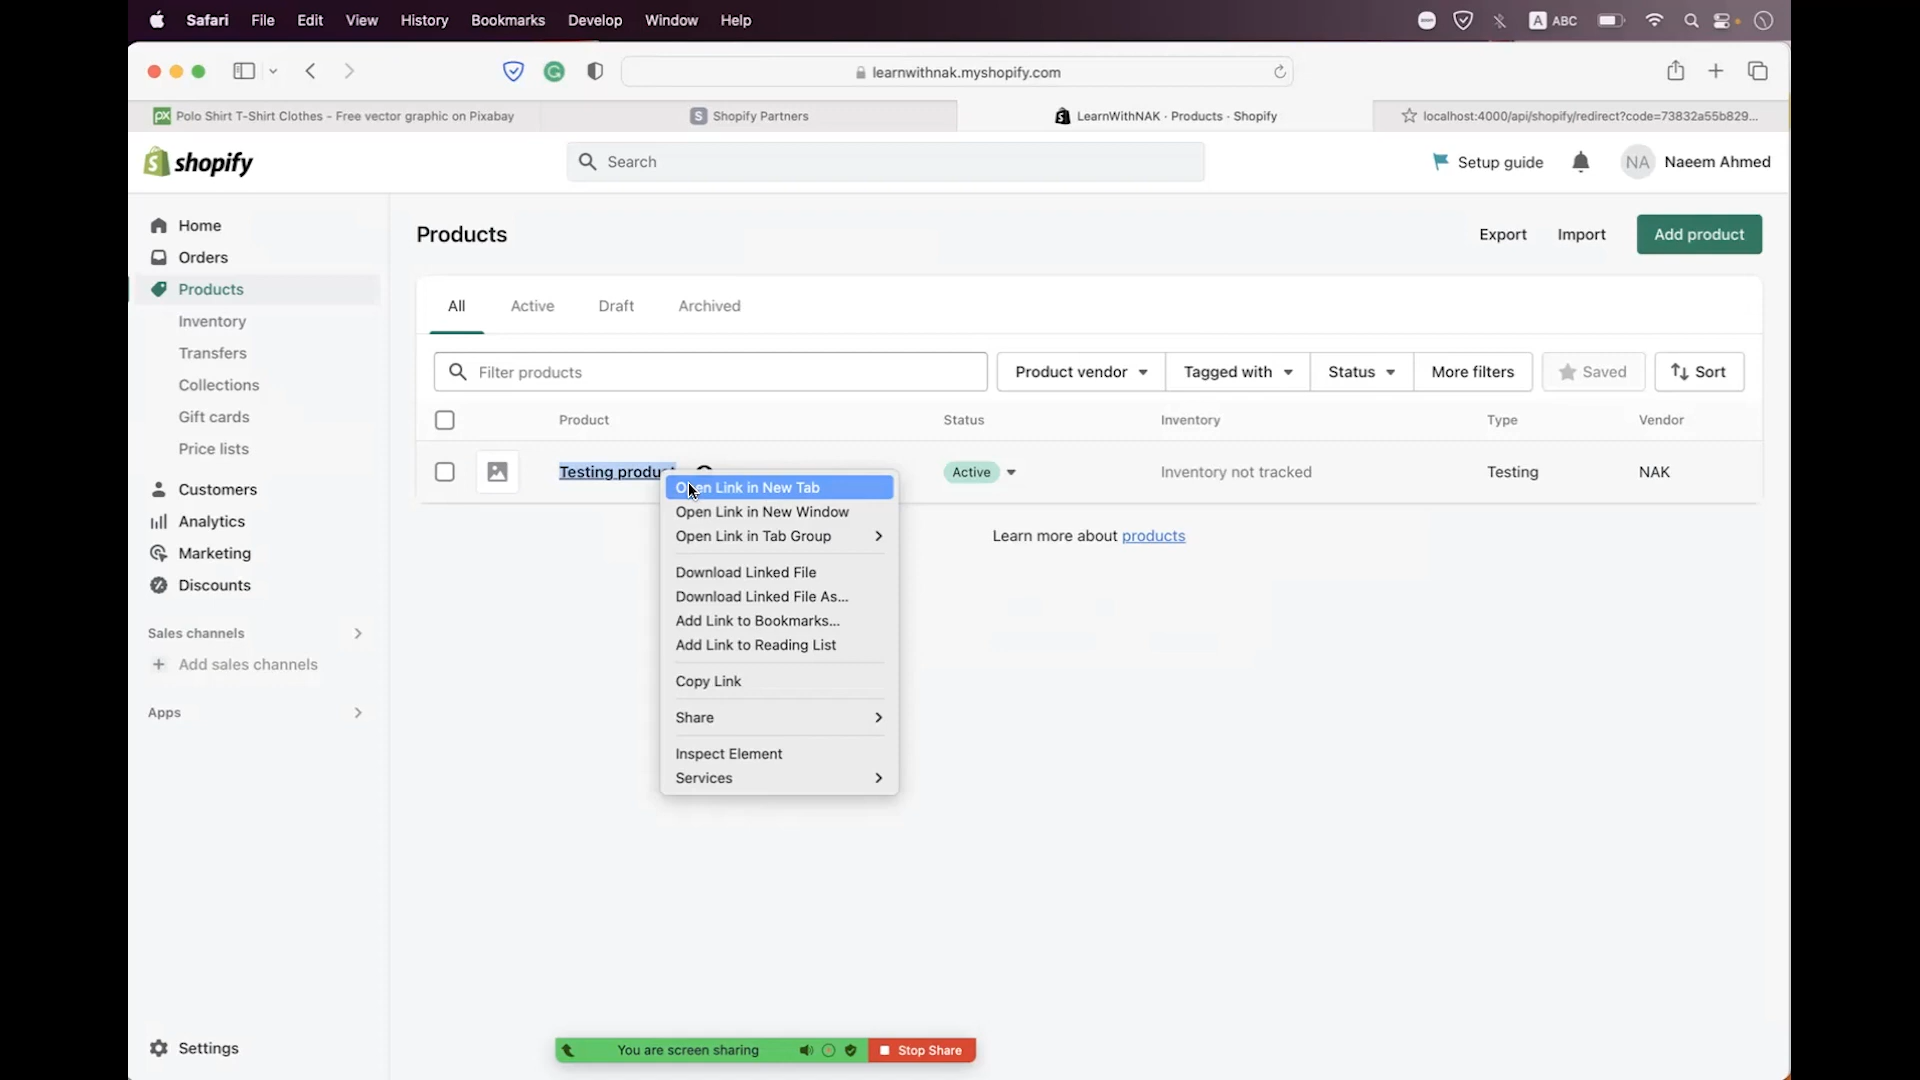 Safari File Edit View History Bookmarks Develop Window Help A ABC
learnwithnak.myshopify.com
Polo Shirt T-Shirt Clothes - Free vector graphic on Pixabay
Shopify Partners
LearnWithNAK · Products · Shopify
localhost:4000/api/shopify/redirect?code=73832a55b829...
shopify
Search
Setup guide
NA Naeem Ahmed
Home
Orders
Products
Inventory
Transfers
Collections
Gift cards
Price lists
Customers
Analytics
Marketing
Discounts
Sales channels
Add sales channels
Apps
Settings
Products
Export Import Add product
All Active Draft Archived
Filter products
Product vendor Tagged with Status More filters Saved Sort
Product Status Inventory Type Vendor
Testing product Active Inventory not tracked Testing NAK
Open Link in New Tab
Open Link in New Window
Open Link in Tab Group
Download Linked File
Download Linked File As...
Add Link to Bookmarks...
Add Link to Reading List
Copy Link
Share
Inspect Element
Services
Learn more about products
You are screen sharing Stop Share